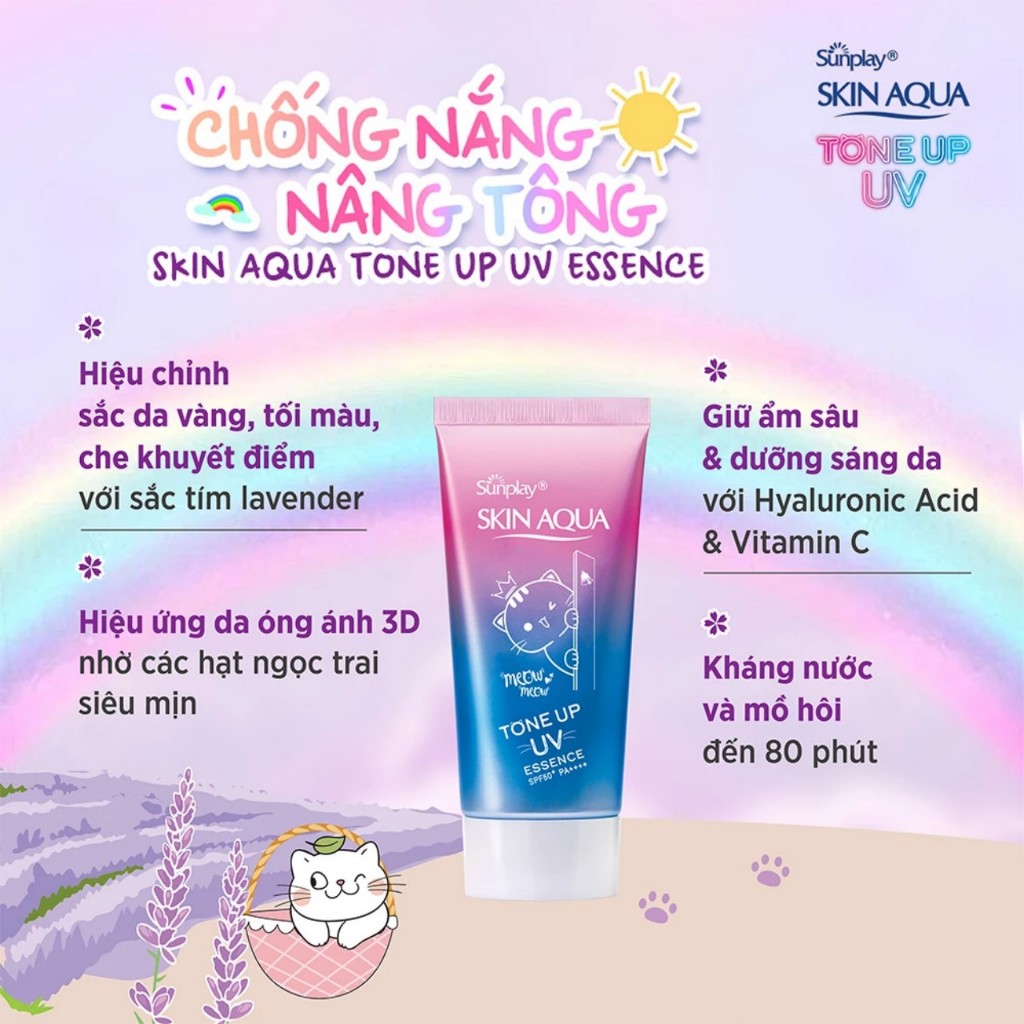 Sunplay®
SKIN AQUA
TONE UP
UV
CHỐNG NẮNG
NÂNG TÔNG
SKIN AQUA TONE UP UV ESSENCE
Hiệu chỉnh
sắc da vàng, tối màu,
che khuyết điểm
với sắc tím lavender
Hiệu ứng da óng ánh 3D
nhờ các hạt ngọc trai
siêu mịn
Sunplay®
SKIN AQUA
meow
meow
TONE UP
UV
ESSENCE
SPF50+ PA++++
Giữ ẩm sâu
& dưỡng sáng da
với Hyaluronic Acid
& Vitamin C
Kháng nước
và mồ hôi
đến 80 phút